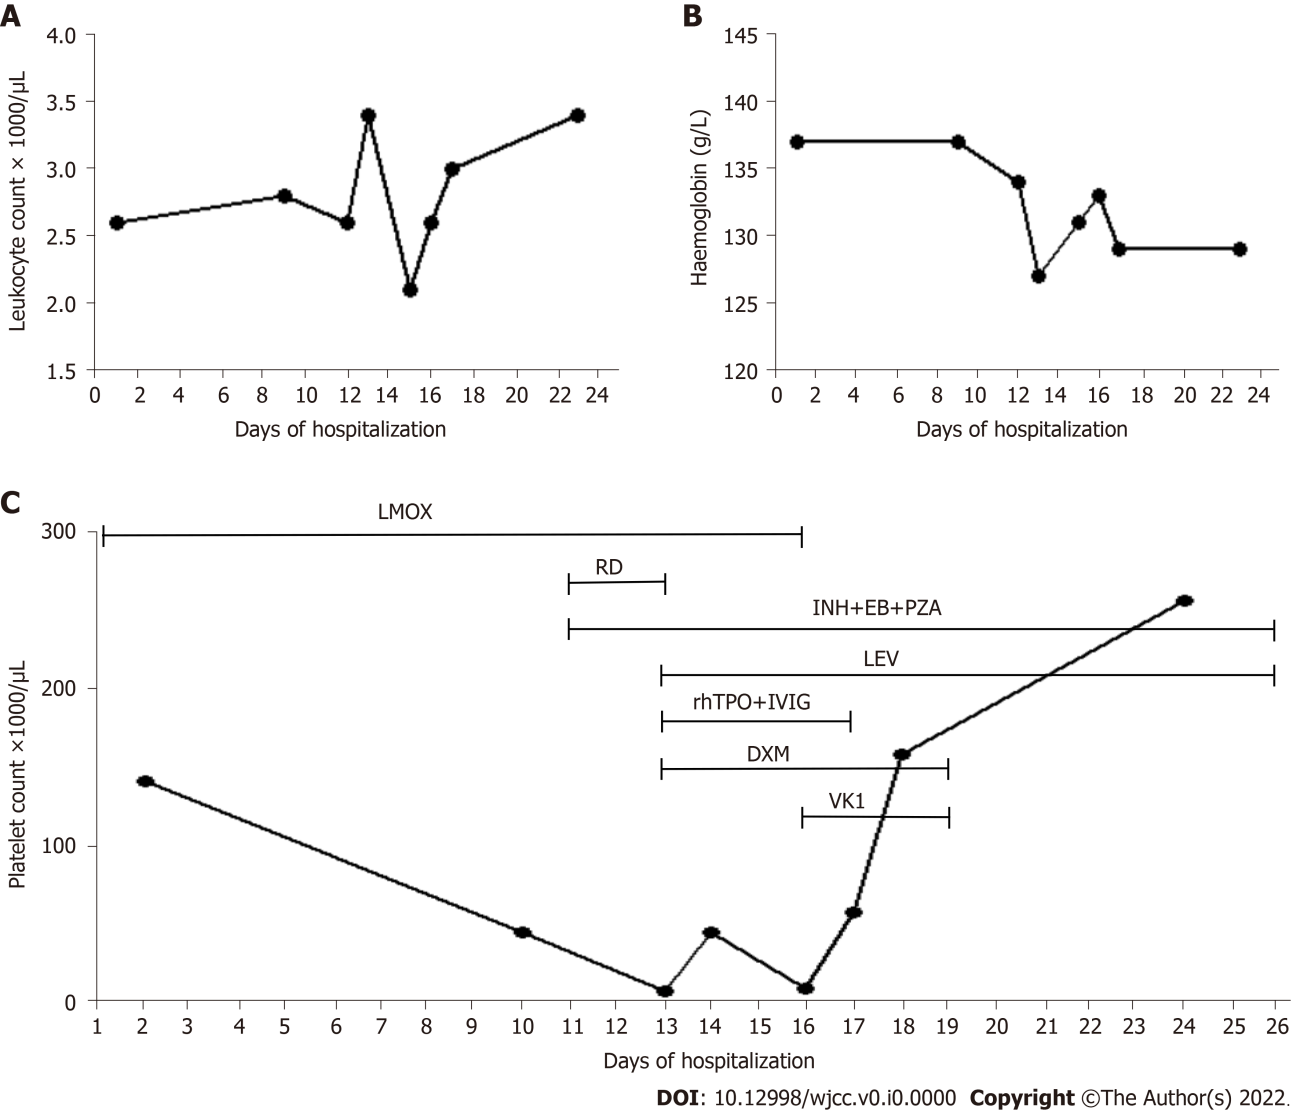 A
Leukocyte count × 1000/µL
4.0
3.5
3.0
2.5
2.0
1.5
0 2 4 6 8 10 12 14 16 18 20 22 24
Days of hospitalization
B
Haemoglobin (g/L)
145
140
135
130
125
120
0 2 4 6 8 10 12 14 16 18 20 22 24
Days of hospitalization
C
Platelet count ×1000/µL
300
200
100
0
LMOX
RD
INH+EB+PZA
LEV
rhTPO+IVIG
DXM
VK1
1 2 3 4 5 6 7 8 9 10 11 12 13 14 15 16 17 18 19 20 21 22 23 24 25 26
Days of hospitalization
DOI: 10.12998/wjcc.v0.i0.0000 Copyright ©The Author(s) 2022.